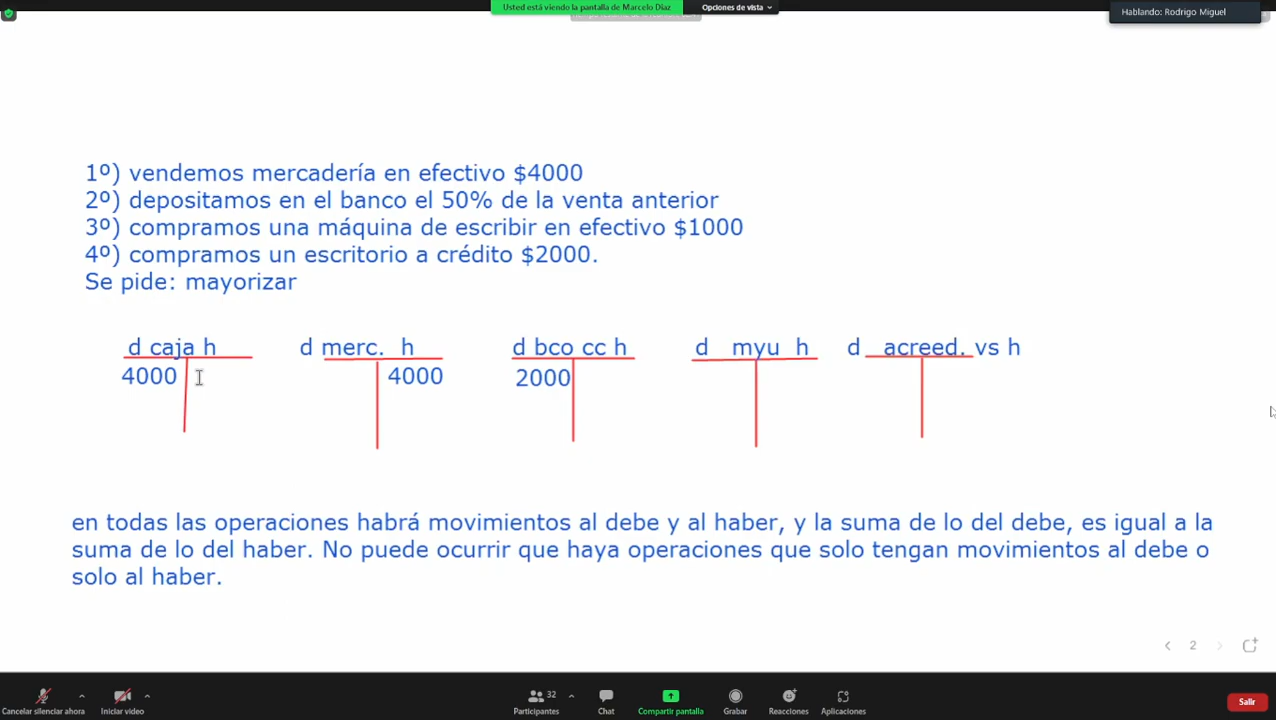 Usted está viendo la pantalla de Marcelo Diaz
Opciones de vista
Hablando: Rodrigo Miguel
1º) vendemos mercadería en efectivo $4000
2º) depositamos en el banco el 50% de la venta anterior
3º) compramos una máquina de escribir en efectivo $1000
4º) compramos un escritorio a crédito $2000.
Se pide: mayorizar
d caja h d merc. h d bco cc h d myu h d acreed. vs h
4000 4000 2000
en todas las operaciones habrá movimientos al debe y al haber, y la suma de lo del debe, es igual a la
suma de lo del haber. No puede ocurrir que haya operaciones que solo tengan movimientos al debe o
solo al haber.
2
32
Cancelar silenciar ahora Iniciar video Participantes Chat Compartir pantalla Grabar Reacciones Aplicaciones Salir